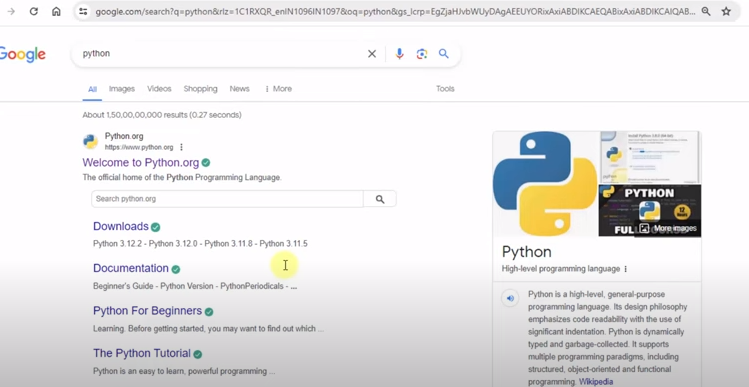 google.com/search?q=python&rlz=1C1RXQR_enIN1096IN1097&oq=python&gs_lcrp=EgZjaHJvbWUyDAgAEEUYORixAxiABDIKCAEQABixAxiABDIKCAIQAB...
Google
python
All Images Videos Shopping News More Tools
About 1,50,00,00,000 results (0.27 seconds)
Python.org
https://www.python.org
Welcome to Python.org
The official home of the Python Programming Language.
Search python.org
Downloads
Python 3.12.2 - Python 3.12.0 - Python 3.11.8 - Python 3.11.5
Documentation
Beginner's Guide - Python Version - PythonPeriodicals - ...
Python For Beginners
Learning. Before getting started, you may want to find out which ...
The Python Tutorial
Python is an easy to learn, powerful programming ...
PYTHON
12
FULL
More images
Python
High-level programming language
Python is a high-level, general-purpose
programming language. Its design philosophy
emphasizes code readability with the use of
significant indentation. Python is dynamically
typed and garbage-collected. It supports
multiple programming paradigms, including
structured, object-oriented and functional
programming. Wikipedia